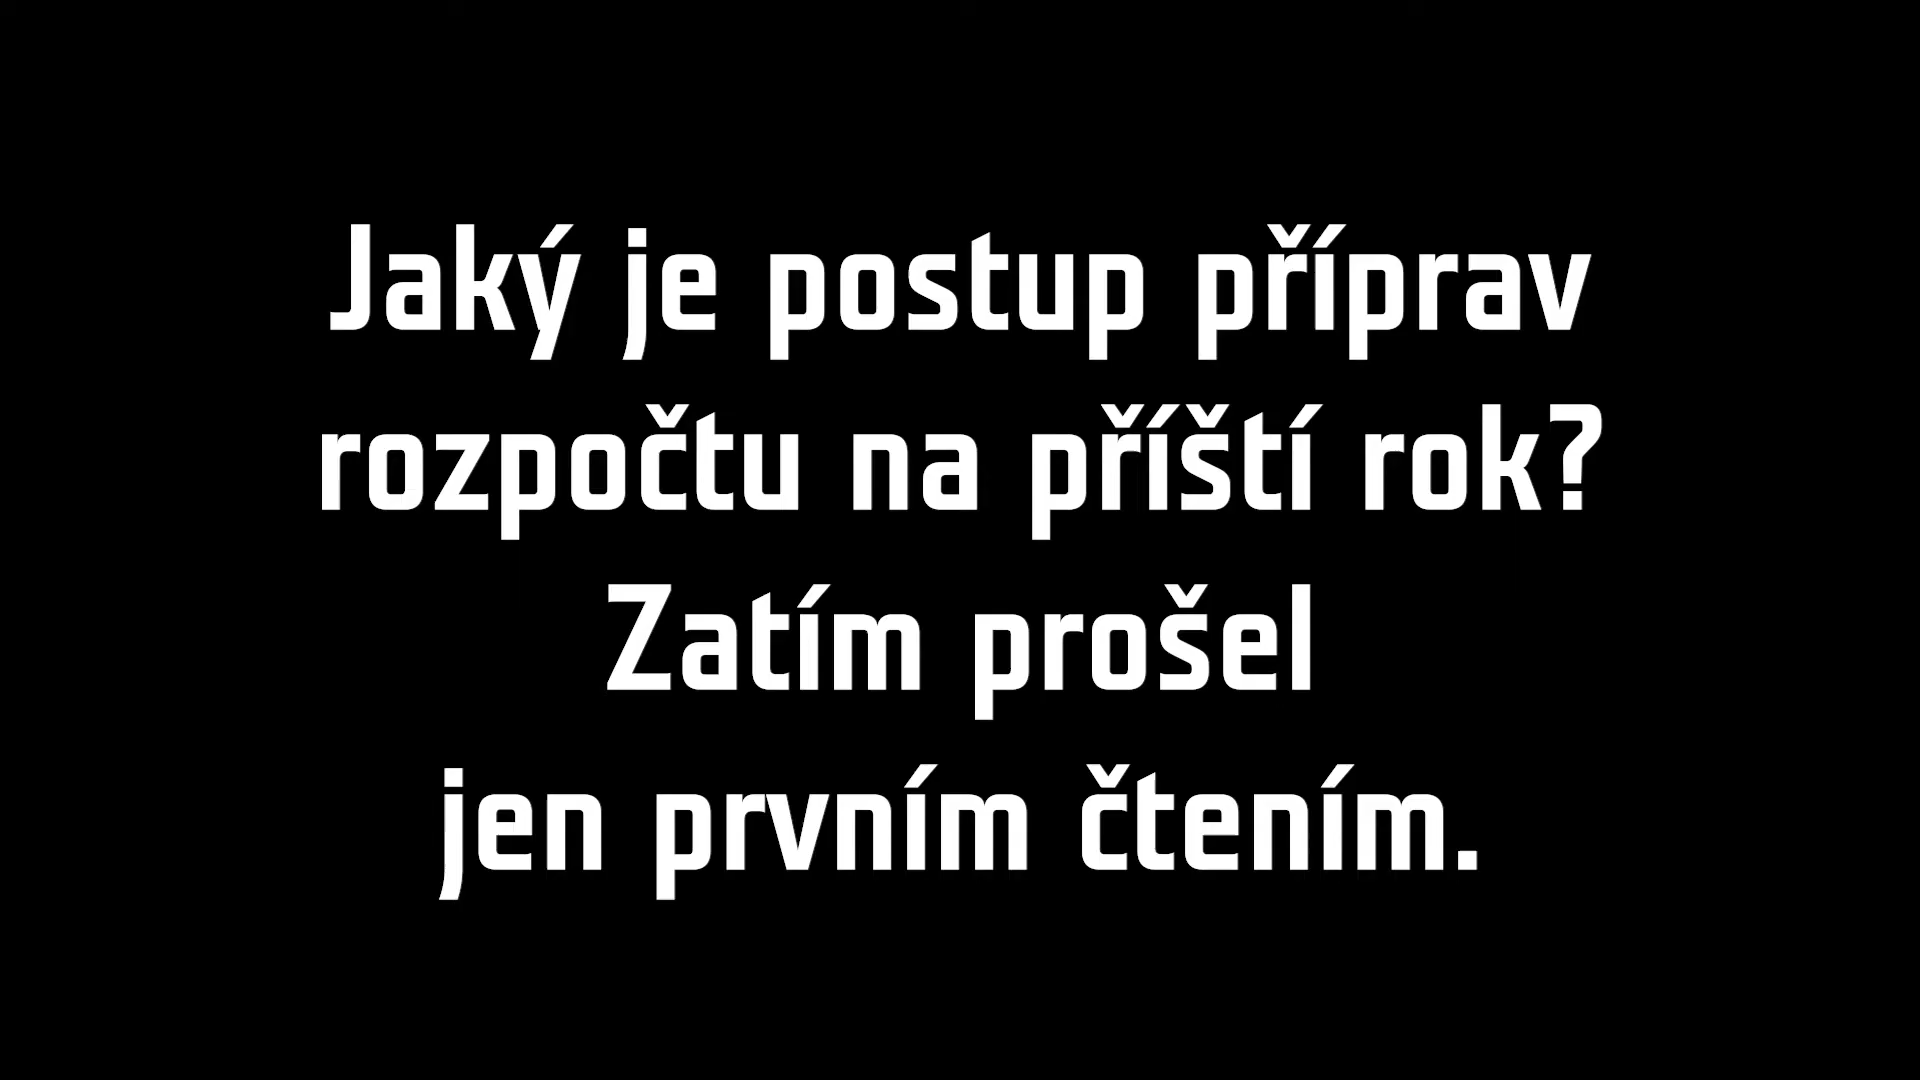 Jaký je postup příprav
rozpočtu na příští rok?
Zatím prošel
jen prvním čtením.